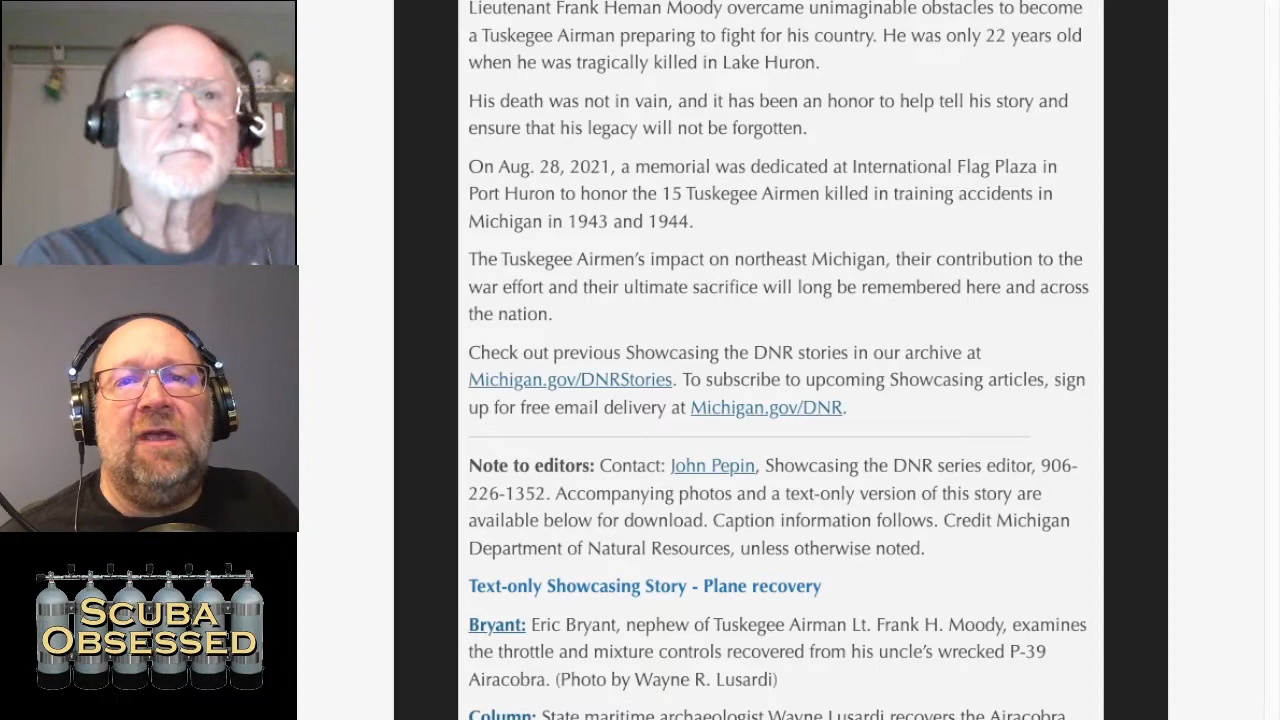 Lieutenant Frank Heman Moody overcame unimaginable obstacles to become
a Tuskegee Airman preparing to fight for his country. He was only 22 years old
when he was tragically killed in Lake Huron.
His death was not in vain, and it has been an honor to help tell his story and
ensure that his legacy will not be forgotten.
On Aug. 28, 2021, a memorial was dedicated at International Flag Plaza in
Port Huron to honor the 15 Tuskegee Airmen killed in training accidents in
Michigan in 1943 and 1944.
The Tuskegee Airmen’s impact on northeast Michigan, their contribution to the
war effort and their ultimate sacrifice will long be remembered here and across
the nation.
Check out previous Showcasing the DNR stories in our archive at
Michigan.gov/DNRStories. To subscribe to upcoming Showcasing articles, sign
up for free email delivery at Michigan.gov/DNR.
Note to editors: Contact: John Pepin, Showcasing the DNR series editor, 906-
226-1352. Accompanying photos and a text-only version of this story are
available below for download. Caption information follows. Credit Michigan
Department of Natural Resources, unless otherwise noted.
Text-only Showcasing Story - Plane recovery
Bryant: Eric Bryant, nephew of Tuskegee Airman Lt. Frank H. Moody, examines
the throttle and mixture controls recovered from his uncle’s wrecked P-39
Airacobra. (Photo by Wayne R. Lusardi)
Column: State maritime archaeologist Wayne Lusardi recovers the Airacobra
SCUBA
OBSESSED